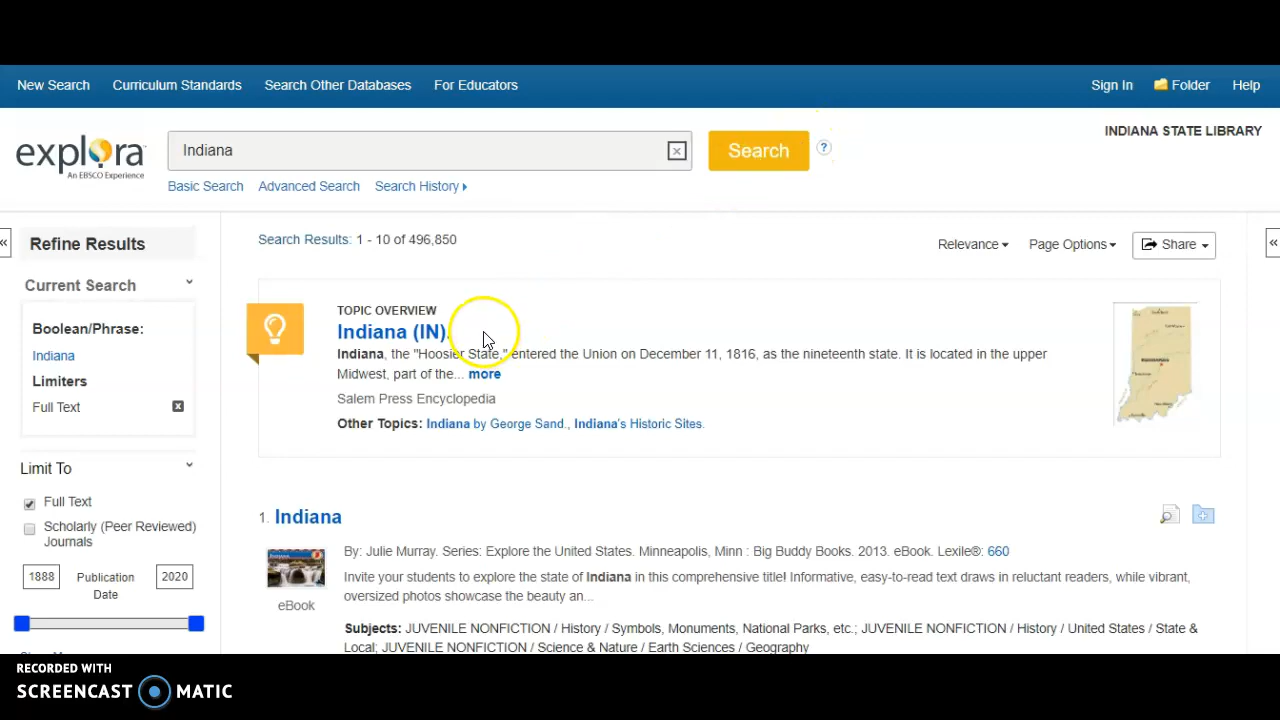 New Search Curriculum Standards Search Other Databases For Educators Sign In Folder Help
INDIANA STATE LIBRARY
explora
An EBSCO Experience
Indiana
Search
?
Basic Search Advanced Search Search History
Refine Results
Current Search
Boolean/Phrase:
Indiana
Limiters
Full Text
Limit To
Full Text
Scholarly (Peer Reviewed)
Journals
1888 Publication 2020
Date
Search Results: 1 - 10 of 496,850
Relevance Page Options Share
TOPIC OVERVIEW
Indiana (IN).
Indiana, the "Hoosier State," entered the Union on December 11, 1816, as the nineteenth state. It is located in the upper
Midwest, part of the... more
Salem Press Encyclopedia
Other Topics: Indiana by George Sand., Indiana's Historic Sites.
1. Indiana
By: Julie Murray. Series: Explore the United States. Minneapolis, Minn : Big Buddy Books. 2013. eBook. Lexile®: 660
Invite your students to explore the state of Indiana in this comprehensive title! Informative, easy-to-read text draws in reluctant readers, while vibrant,
oversized photos showcase the beauty an...
eBook
Subjects: JUVENILE NONFICTION / History / Symbols, Monuments, National Parks, etc.; JUVENILE NONFICTION / History / United States / State &
Local; JUVENILE NONFICTION / Science & Nature / Earth Sciences / Geography
RECORDED WITH
SCREENCAST MATIC